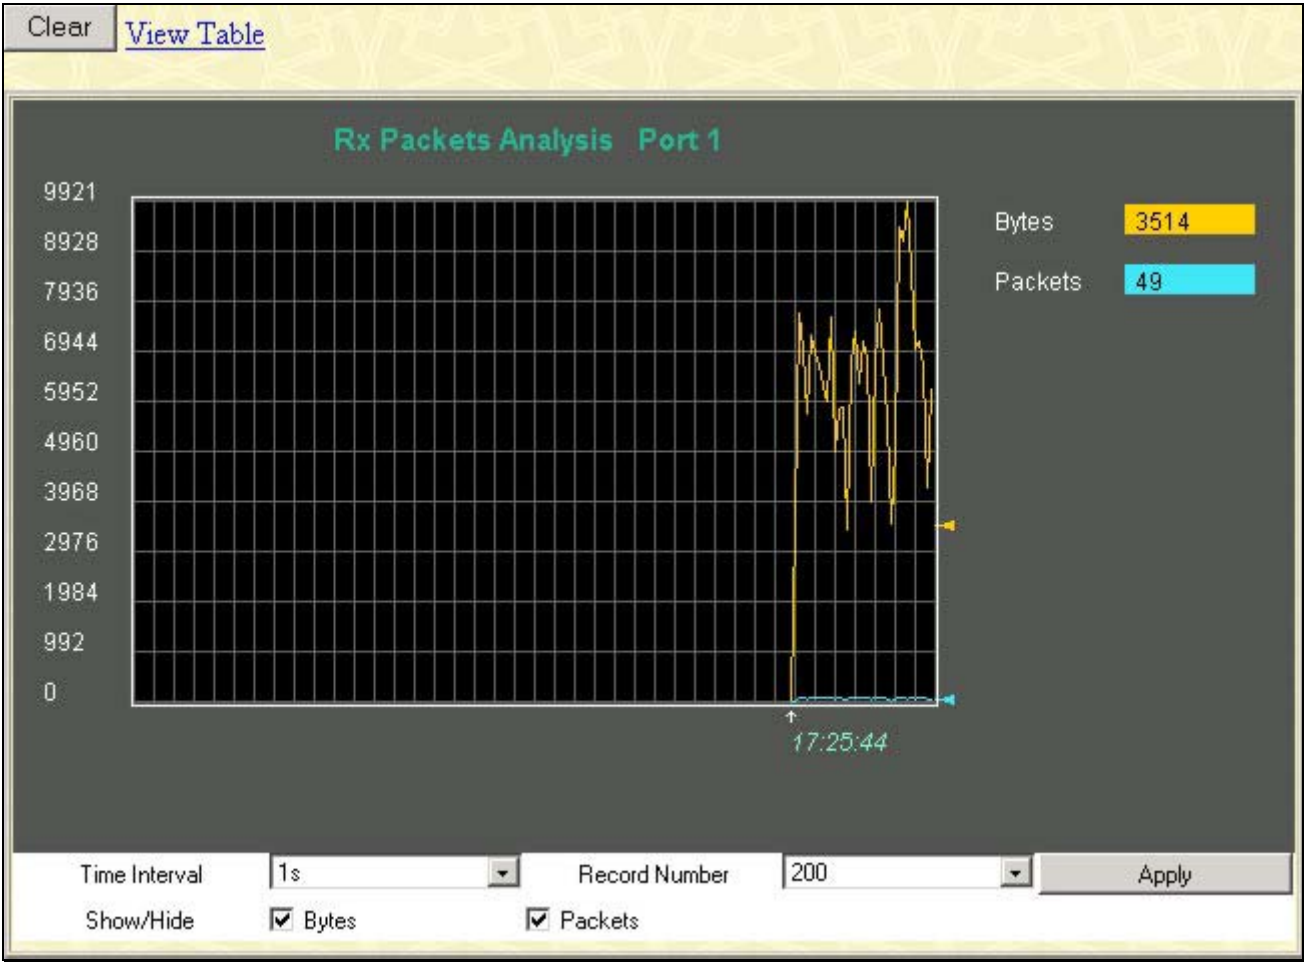 Clear View Table
Rx Packets Analysis Port 1
9921
8928
7936
6944
5952
4960
3968
2976
1984
992
0
Bytes 3514
Packets 49
17:25:44
Time Interval 1s Record Number 200 Apply
Show/Hide Bytes Packets